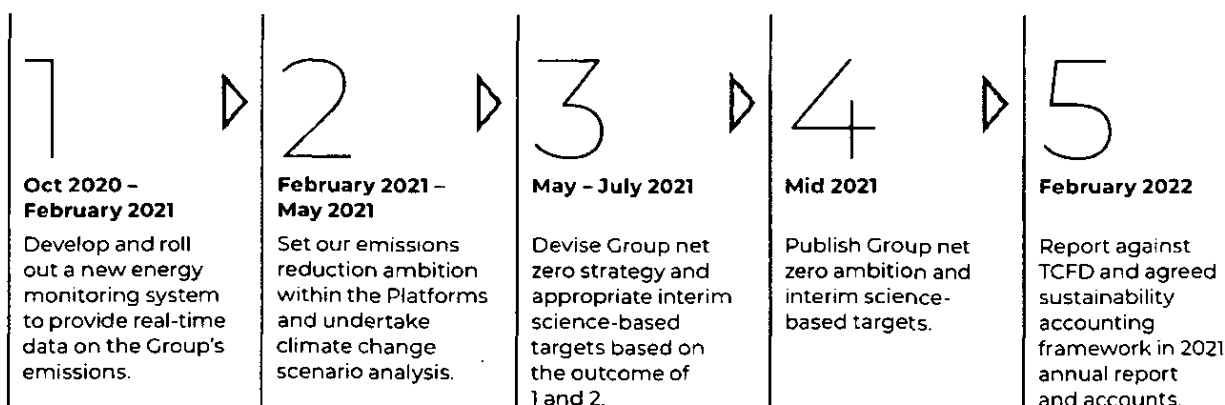 1
Oct 2020 –
February 2021
Develop and roll
out a new energy
monitoring system
to provide real-time
data on the Group's
emissions.
2
February 2021 –
May 2021
Set our emissions
reduction ambition
within the Platforms
and undertake
climate change
scenario analysis.
3
May – July 2021
Devise Group net
zero strategy and
appropriate interim
science-based
targets based on
the outcome of
1 and 2.
4
Mid 2021
Publish Group net
zero ambition and
interim science-
based targets.
5
February 2022
Report against
TCFD and agreed
sustainability
accounting
framework in 2021
annual report
and accounts.